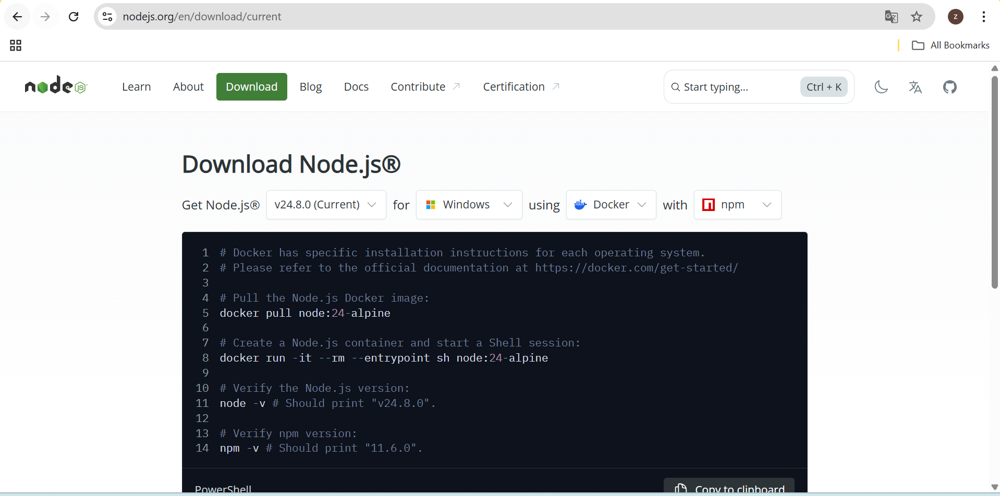 nodejs.org/en/download/current
Z
All Bookmarks
node JS
Learn
About
Download
Blog
Docs
Contribute
Certification
Start typing...
Ctrl + K
Download Node.js®
Get Node.js® v24.8.0 (Current) for Windows using Docker with npm
1 # Docker has specific installation instructions for each operating system.
2 # Please refer to the official documentation at https://docker.com/get-started/
3
4 # Pull the Node.js Docker image:
5 docker pull node:24-alpine
6
7 # Create a Node.js container and start a Shell session:
8 docker run -it --rm --entrypoint sh node:24-alpine
9
10 # Verify the Node.js version:
11 node -v # Should print "v24.8.0".
12
13 # Verify npm version:
14 npm -v # Should print "11.6.0".
PowerShell
Copy to clipboard